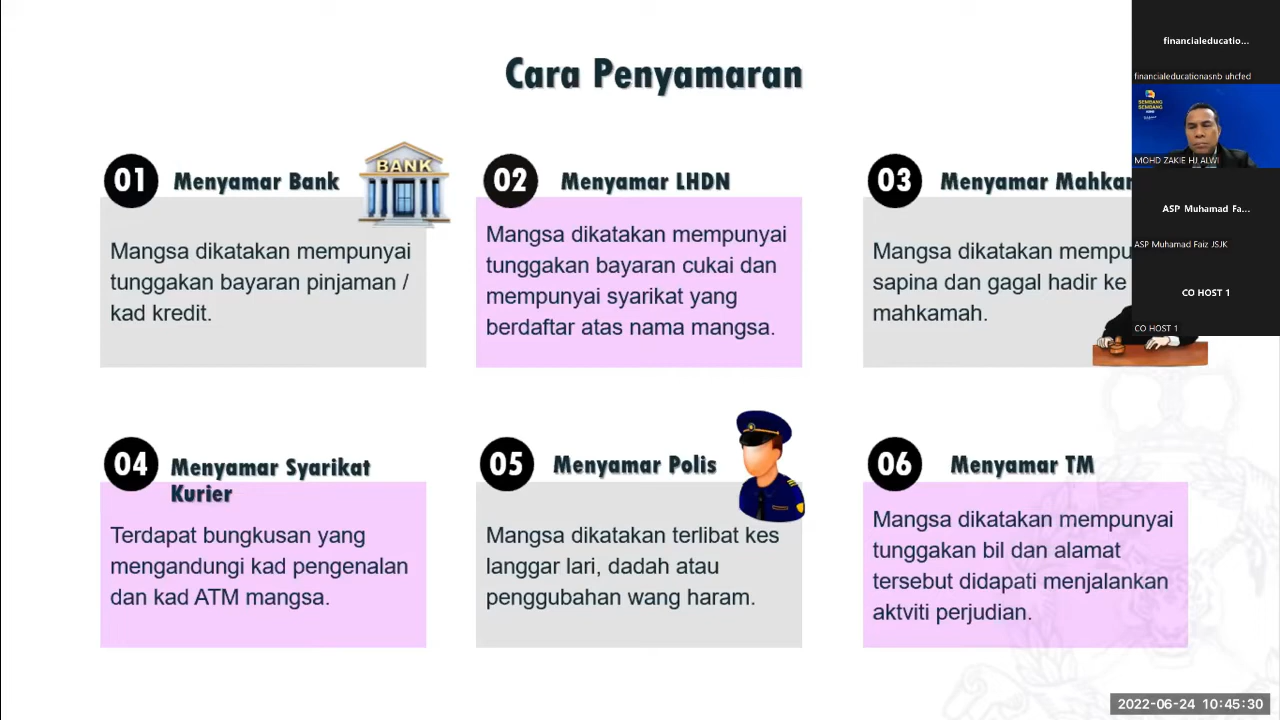 Cara Penyamaran
01 Menyamar Bank
BANK
Mangsa dikatakan mempunyai
tunggakan bayaran pinjaman /
kad kredit.
02 Menyamar LHDN
Mangsa dikatakan mempunyai
tunggakan bayaran cukai dan
mempunyai syarikat yang
berdaftar atas nama mangsa.
03 Menyamar
Mangsa dikatakan
sapina dan gagal hadir ke
mahkamah.
04 Menyamar Syarikat
Kurier
Terdapat bungkusan yang
mengandungi kad pengenalan
dan kad ATM mangsa.
05 Menyamar Polis
Mangsa dikatakan terlibat kes
langgar lari, dadah atau
penggubahan wang haram.
06 Menyamar TM
Mangsa dikatakan mempunyai
tunggakan bil dan alamat
tersebut didapati menjalankan
aktviti perjudian.
financialeducatio...
financialeducationasnb uhcfed
SEMBANG
SEMBANG
MOHD ZAKIE HJ ALWI
ASP Muhamad Fa...
ASP Muhamad Faiz JSJK
CO HOST 1
CO HOST 1
2022-06-24 10:45:30